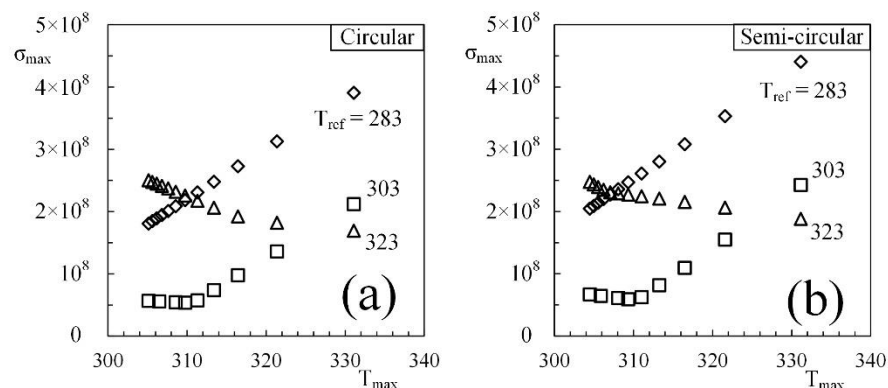 5×10⁸
σmax
4×10⁸
3×10⁸
2×10⁸
10⁸
0
300
310
320
330
340
Tmax
Circular
Tref = 283
303
323
(a)
5×10⁸
σmax
4×10⁸
3×10⁸
2×10⁸
10⁸
0
300
310
320
330
340
Tmax
Semi-circular
Tref = 283
303
323
(b)